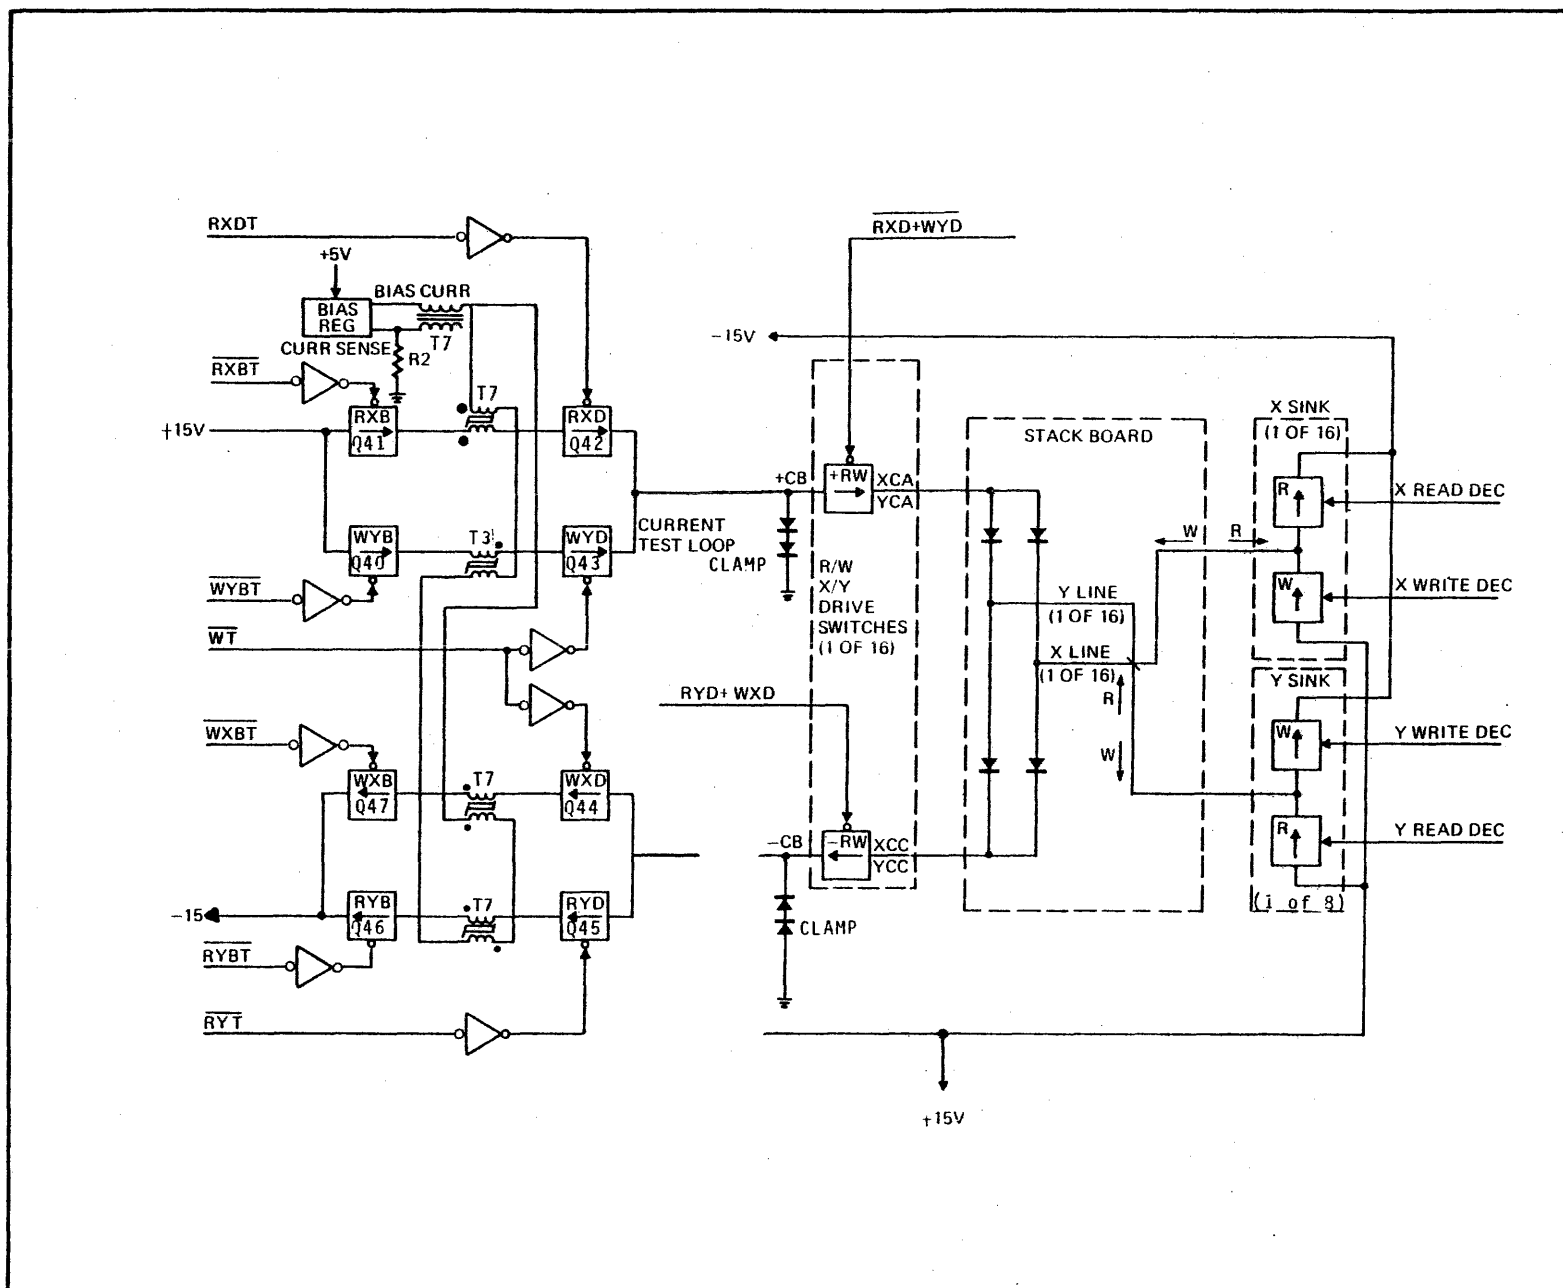 RXDT
+5V
BIAS CURR
BIAS
REG
CURR SENSE
T7
R2
RXBT
RXB
Q41
T7
RXD
Q42
+15V
WYB
Q40
T3
WYD
Q43
WYBT
WT
CURRENT
TEST LOOP
WXBT
WXB
Q47
T7
WXD
Q44
-15
RYB
Q46
T7
RYD
Q45
RYBT
RYT
RXD+WYD
-15V
+CB
+RW
XCA
YCA
CLAMP
R/W
X/Y
DRIVE
SWITCHES
(1 OF 16)
RYD+WXD
-CB
-RW
XCC
YCC
CLAMP
STACK BOARD
Y LINE
(1 OF 16)
X LINE
(1 OF 16)
R
W
W
R
X SINK
(1 OF 16)
R
X READ DEC
W
X WRITE DEC
Y SINK
W
Y WRITE DEC
R
Y READ DEC
(1 of 8)
+15V